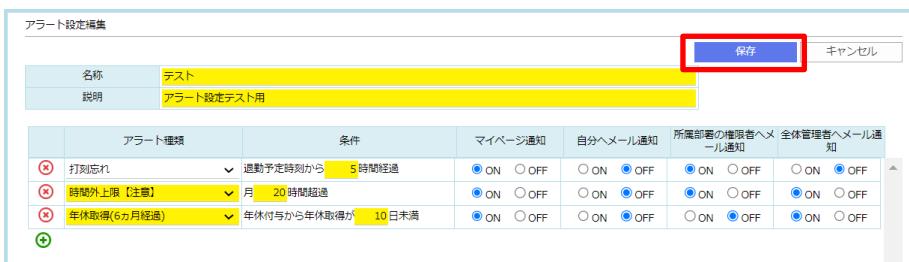 アラート設定編集
保存 キャンセル
名称 テスト
説明 アラート設定テスト用
アラート種類 条件 マイページ通知 自分へメール通知 所属部署の権限者へメール通知 全体管理者へメール通知
打刻忘れ 退勤予定時刻から 5 時間経過 ON OFF ON OFF ON OFF ON OFF
時間外上限【注意】 月 20 時間超過 ON OFF ON OFF ON OFF ON OFF
年休取得(6ヵ月経過) 年休付与から年休取得が 10 日未満 ON OFF ON OFF ON OFF ON OFF